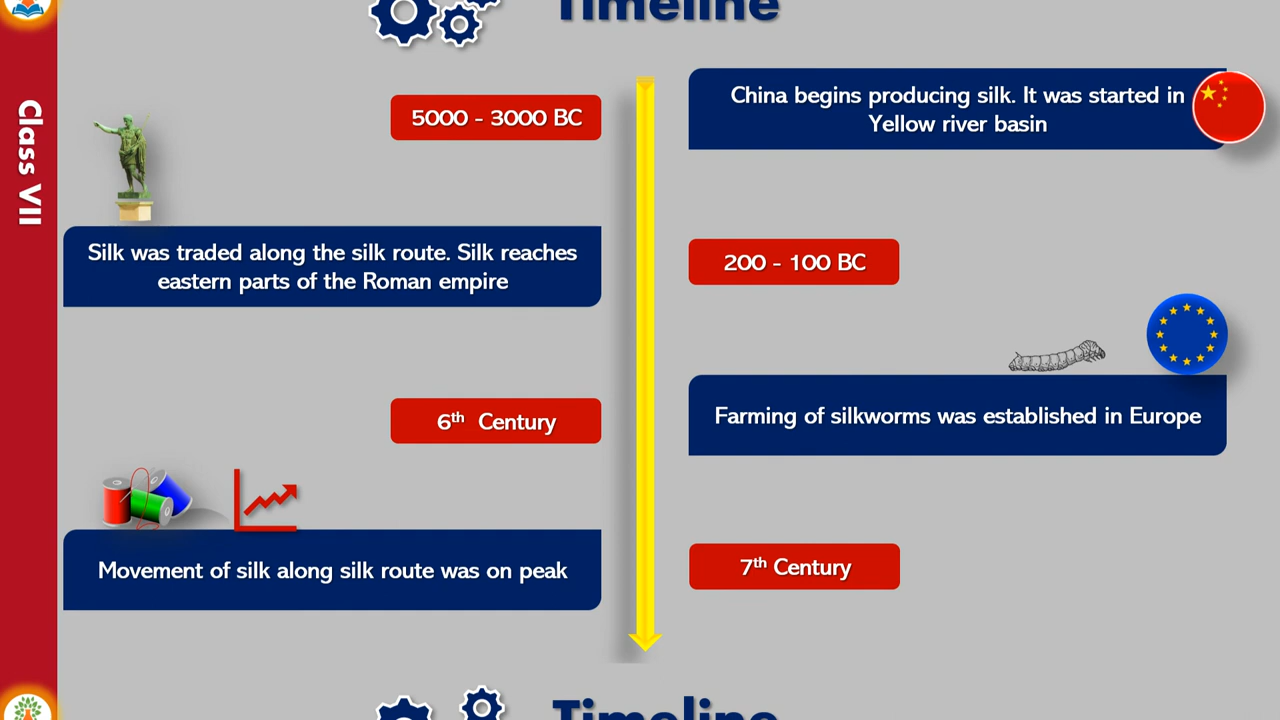 Timeline
Class VII
5000 - 3000 BC
China begins producing silk. It was started in
Yellow river basin
Silk was traded along the silk route. Silk reaches
eastern parts of the Roman empire
200 - 100 BC
6th Century
Farming of silkworms was established in Europe
Movement of silk along silk route was on peak
7th Century
Timeline